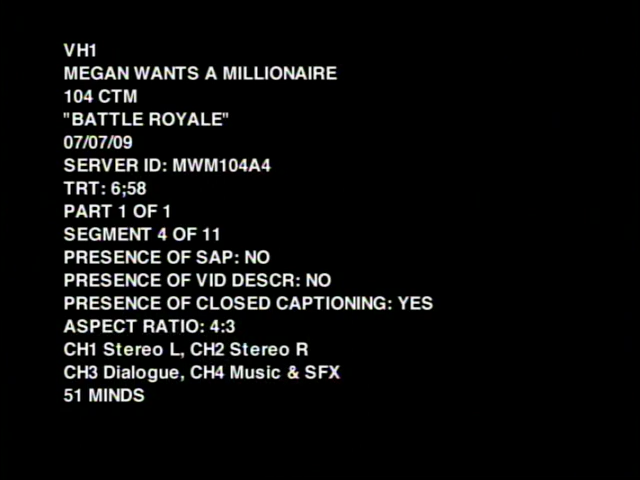 VH1
MEGAN WANTS A MILLIONAIRE
104 CTM
"BATTLE ROYALE"
07/07/09
SERVER ID: MWM104A4
TRT: 6;58
PART 1 OF 1
SEGMENT 4 OF 11
PRESENCE OF SAP: NO
PRESENCE OF VID DESCR: NO
PRESENCE OF CLOSED CAPTIONING: YES
ASPECT RATIO: 4:3
CH1 Stereo L, CH2 Stereo R
CH3 Dialogue, CH4 Music & SFX
51 MINDS